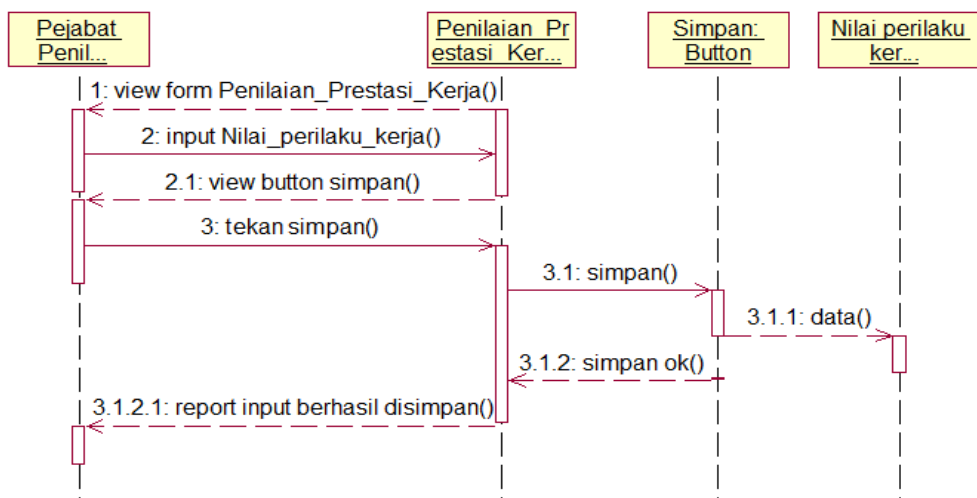 Pejabat
Penil...
Penilaian_Pr
estasi_Ker...
Simpan:
Button
Nilai perilaku
ker...
1: view form Penilaian_Prestasi_Kerja()
2: input Nilai_perilaku_kerja()
2.1: view button simpan()
3: tekan simpan()
3.1: simpan()
3.1.1: data()
3.1.2: simpan ok()
3.1.2.1: report input berhasil disimpan()